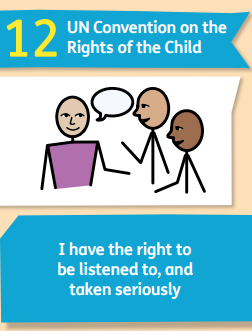 12
UN Convention on the
Rights of the Child
I have the right to
be listened to, and
taken seriously